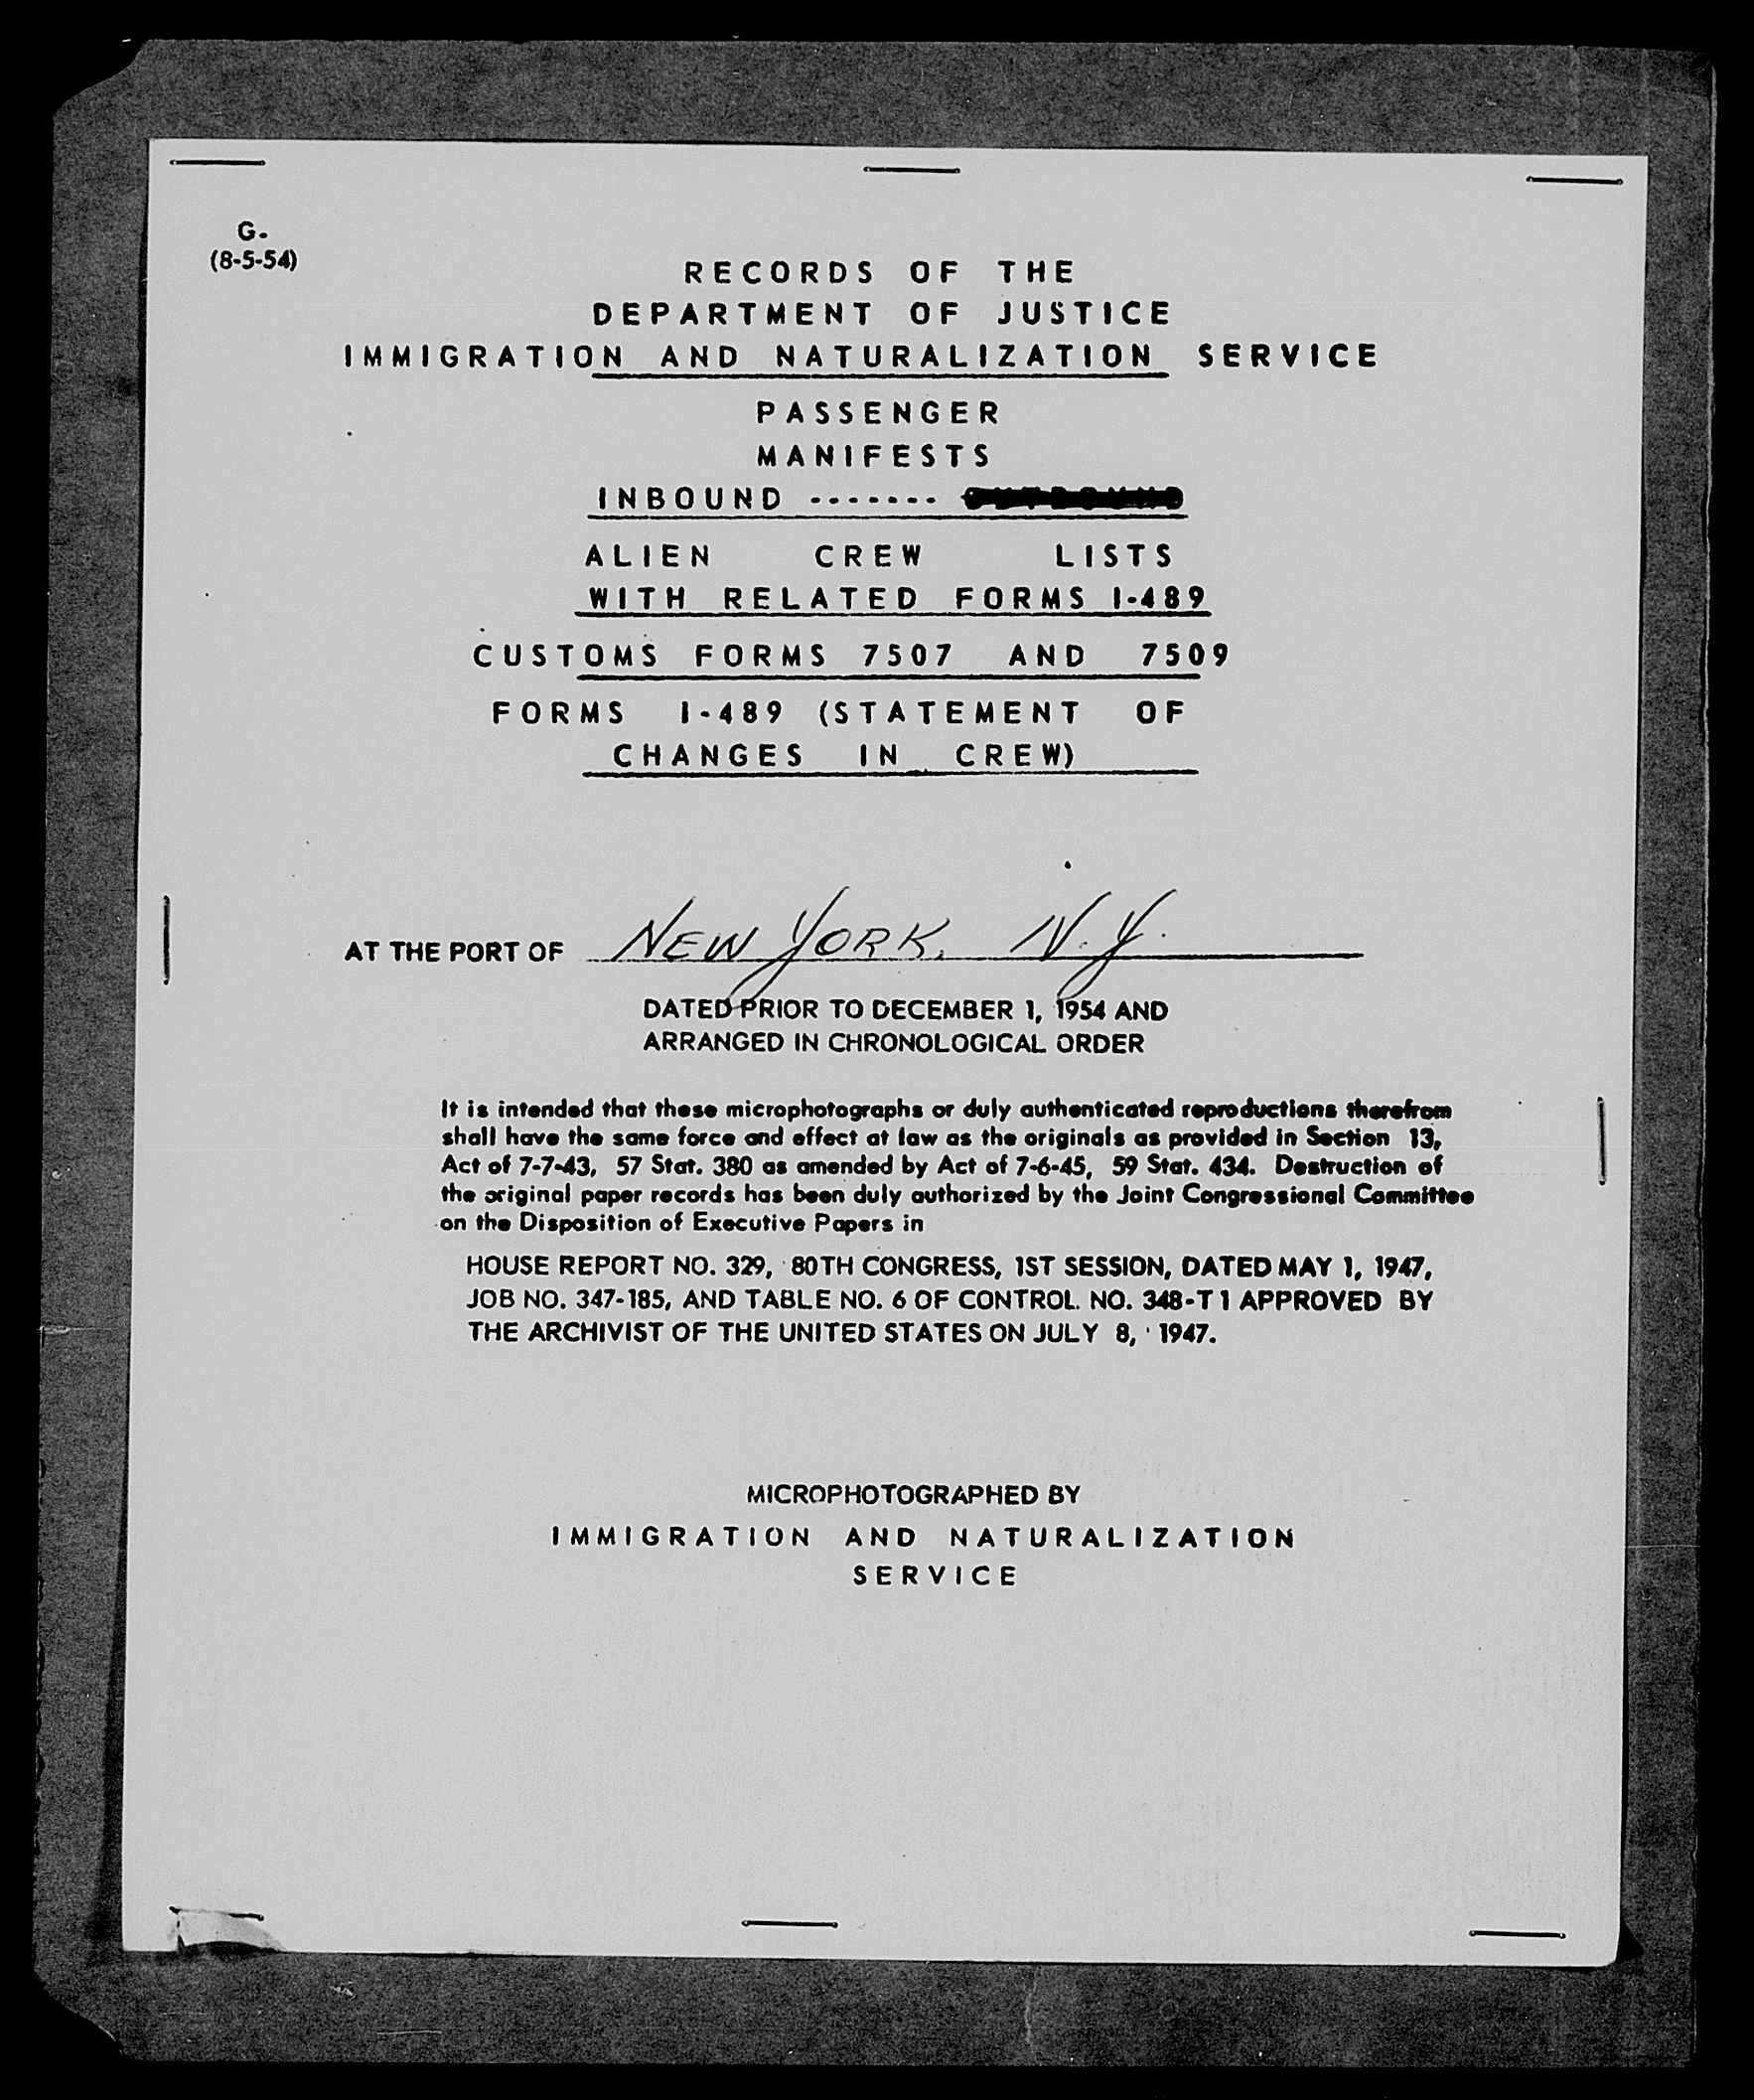 G-
(8-5-54)
RECORDS OF THE
DEPARTMENT OF JUSTICE
IMMIGRATION AND NATURALIZATION SERVICE
PASSENGER
MANIFESTS
INBOUND -------
ALIEN CREW LISTS
WITH RELATED FORMS I-489
CUSTOMS FORMS 7507 AND 7509
FORMS I-489 (STATEMENT OF
CHANGES IN CREW)
AT THE PORT OF NEW YORK, N.Y.
DATED PRIOR TO DECEMBER 1, 1954 AND
ARRANGED IN CHRONOLOGICAL ORDER
It is intended that these microphotographs or duly authenticated reproductions therefrom
shall have the same force and effect at law as the originals as provided in Section 13,
Act of 7-7-43, 57 Stat. 380 as amended by Act of 7-6-45, 59 Stat. 434. Destruction of
the original paper records has been duly authorized by the Joint Congressional Committee
on the Disposition of Executive Papers in
HOUSE REPORT NO. 329, 80TH CONGRESS, 1ST SESSION, DATED MAY 1, 1947,
JOB NO. 347-185, AND TABLE NO. 6 OF CONTROL NO. 348-T1 APPROVED BY
THE ARCHIVIST OF THE UNITED STATES ON JULY 8, 1947.
MICROPHOTOGRAPHED BY
IMMIGRATION AND NATURALIZATION
SERVICE